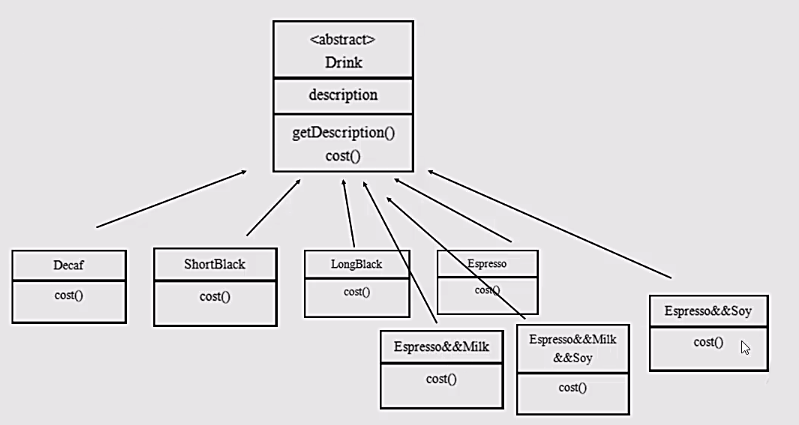 <abstract>
Drink
description
getDescription()
cost()
Decaf
cost()
ShortBlack
cost()
LongBlack
cost()
Espresso
cost()
Espresso&&Milk
cost()
Espresso&&Milk
&&Soy
cost()
Espresso&&Soy
cost()